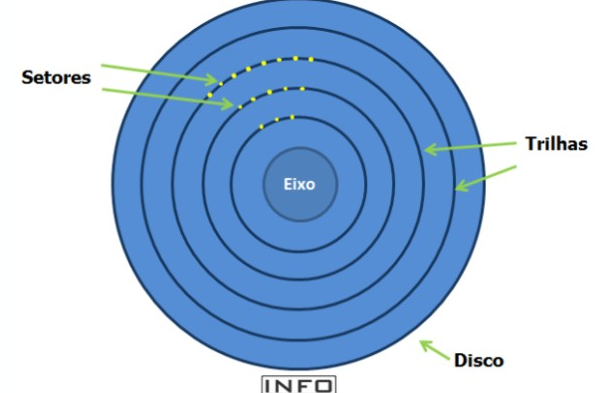 Setores
Trilhas
Eixo
Disco
INFO